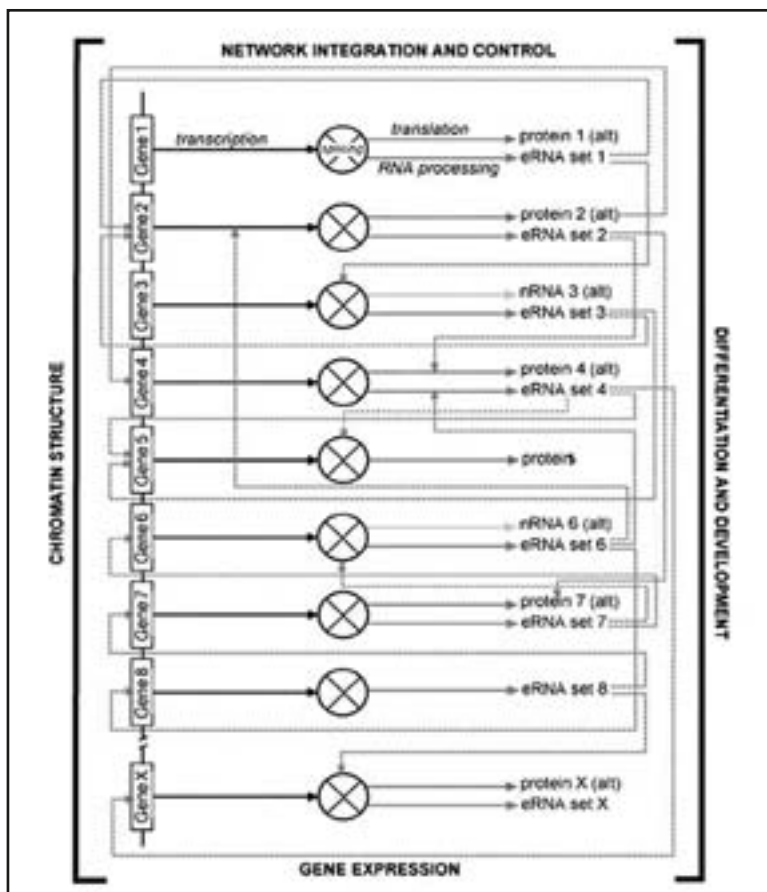 NETWORK INTEGRATION AND CONTROL
CHROMATIN STRUCTURE
DIFFERENTIATION AND DEVELOPMENT
Gene 1
transcription
translation
RNA processing
protein 1 (alt)
eRNA set 1
Gene 2
protein 2 (alt)
eRNA set 2
Gene 3
nRNA 3 (alt)
eRNA set 3
Gene 4
protein 4 (alt)
eRNA set 4
Gene 5
protein5
Gene 6
nRNA 6 (alt)
eRNA set 6
Gene 7
protein 7 (alt)
eRNA set 7
Gene 8
eRNA set 8
Gene X
protein X (alt)
eRNA set X
GENE EXPRESSION